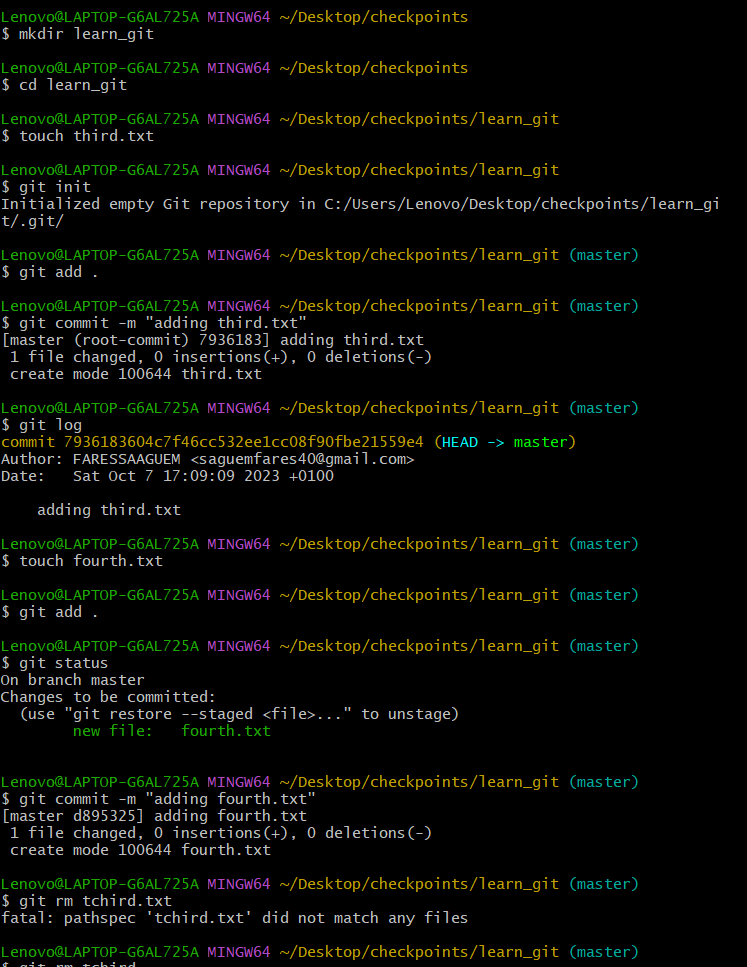 Lenovo@LAPTOP-G6AL725A MINGW64 ~/Desktop/checkpoints
$ mkdir learn_git
Lenovo@LAPTOP-G6AL725A MINGW64 ~/Desktop/checkpoints
$ cd learn_git
Lenovo@LAPTOP-G6AL725A MINGW64 ~/Desktop/checkpoints/learn_git
$ touch third.txt
Lenovo@LAPTOP-G6AL725A MINGW64 ~/Desktop/checkpoints/learn_git
$ git init
Initialized empty Git repository in C:/Users/Lenovo/Desktop/checkpoints/learn_gi
t/.git/
Lenovo@LAPTOP-G6AL725A MINGW64 ~/Desktop/checkpoints/learn_git (master)
$ git add .
Lenovo@LAPTOP-G6AL725A MINGW64 ~/Desktop/checkpoints/learn_git (master)
$ git commit -m "adding third.txt"
[master (root-commit) 7936183] adding third.txt
 1 file changed, 0 insertions(+), 0 deletions(-)
 create mode 100644 third.txt
Lenovo@LAPTOP-G6AL725A MINGW64 ~/Desktop/checkpoints/learn_git (master)
$ git log
commit 7936183604c7f46cc532ee1cc08f90fbe21559e4 (HEAD -> master)
Author: FARESSAAGUEM <saguemfares40@gmail.com>
Date:   Sat Oct 7 17:09:09 2023 +0100
    adding third.txt
Lenovo@LAPTOP-G6AL725A MINGW64 ~/Desktop/checkpoints/learn_git (master)
$ touch fourth.txt
Lenovo@LAPTOP-G6AL725A MINGW64 ~/Desktop/checkpoints/learn_git (master)
$ git add .
Lenovo@LAPTOP-G6AL725A MINGW64 ~/Desktop/checkpoints/learn_git (master)
$ git status
On branch master
Changes to be committed:
  (use "git restore --staged <file>..." to unstage)
        new file:   fourth.txt
Lenovo@LAPTOP-G6AL725A MINGW64 ~/Desktop/checkpoints/learn_git (master)
$ git commit -m "adding fourth.txt"
[master d895325] adding fourth.txt
 1 file changed, 0 insertions(+), 0 deletions(-)
 create mode 100644 fourth.txt
Lenovo@LAPTOP-G6AL725A MINGW64 ~/Desktop/checkpoints/learn_git (master)
$ git rm tchird.txt
fatal: pathspec 'tchird.txt' did not match any files
Lenovo@LAPTOP-G6AL725A MINGW64 ~/Desktop/checkpoints/learn_git (master)
$ git rm tchird